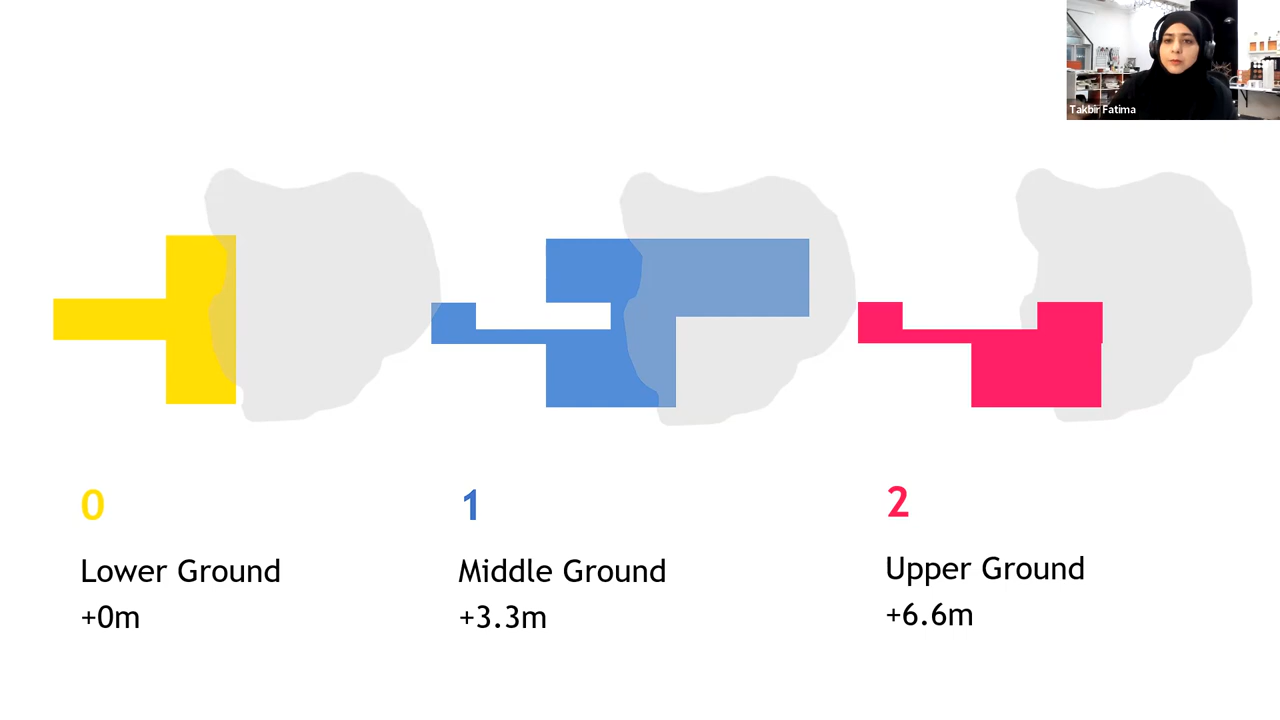 Takbir Fatima
0
Lower Ground
+0m
1
Middle Ground
+3.3m
2
Upper Ground
+6.6m